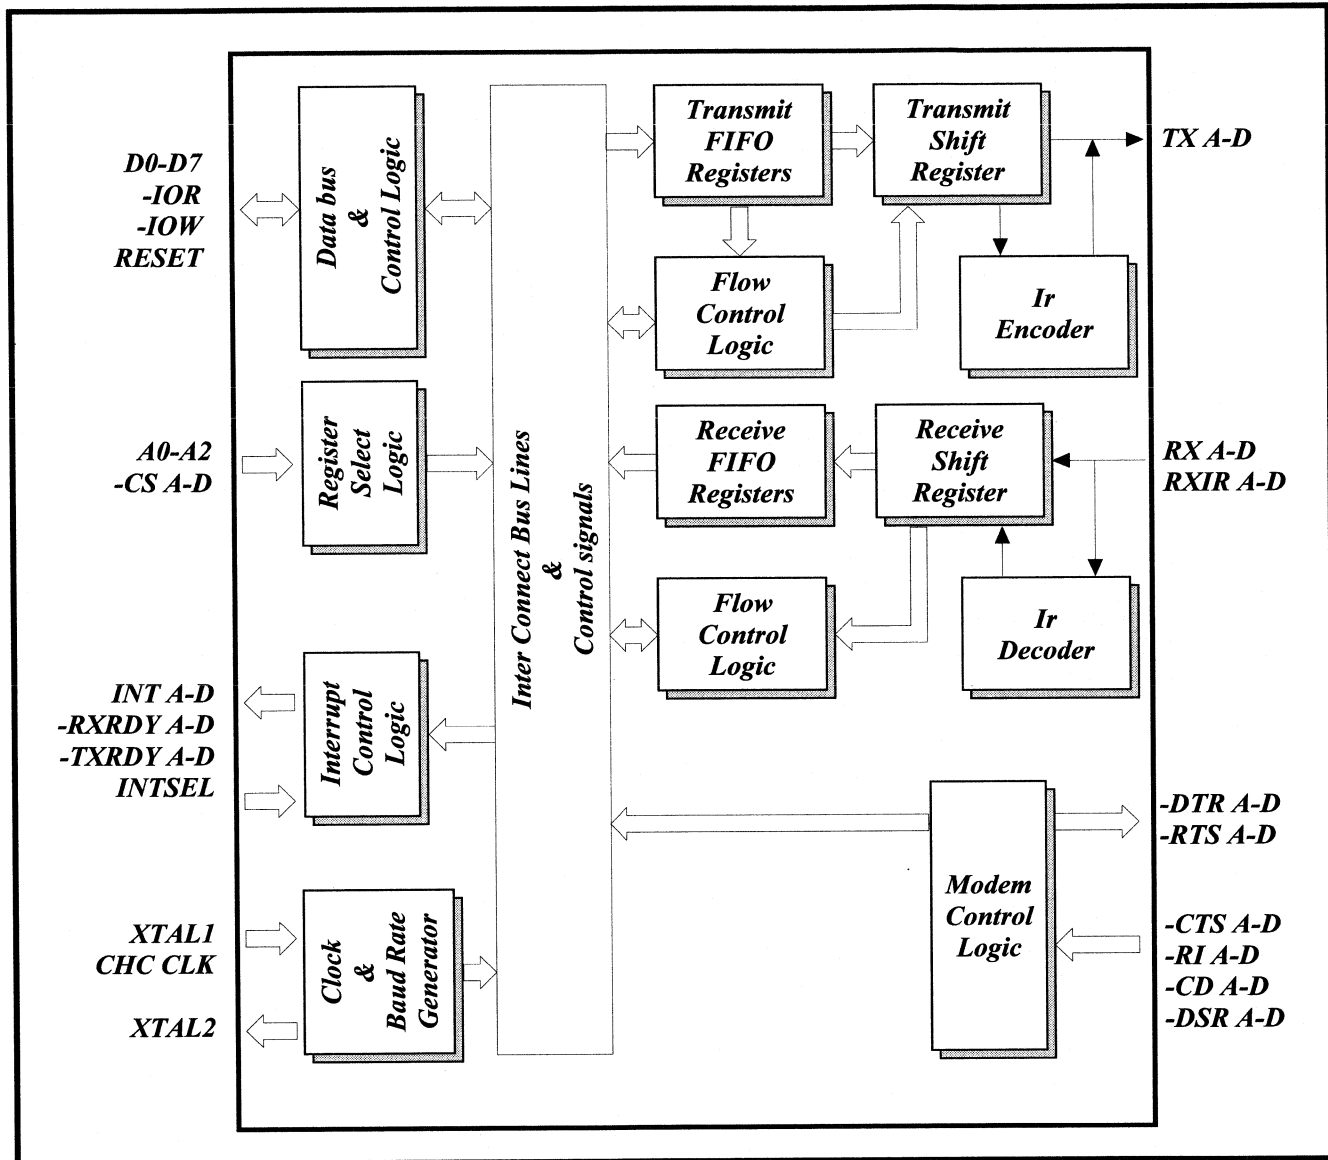 D0-D7
-IOR
-IOW
RESET
A0-A2
-CS A-D
INT A-D
-RXRDY A-D
-TXRDY A-D
INTSEL
XTAL1
CHC CLK
XTAL2
Data bus
&
Control Logic
Register
Select
Logic
Interrupt
Control
Logic
Clock
&
Baud Rate
Generator
Inter Connect Bus Lines
&
Control signals
Transmit
FIFO
Registers
Transmit
Shift
Register
Flow
Control
Logic
Ir
Encoder
Receive
FIFO
Registers
Receive
Shift
Register
Flow
Control
Logic
Ir
Decoder
Modem
Control
Logic
TX A-D
RX A-D
RXIR A-D
-DTR A-D
-RTS A-D
-CTS A-D
-RI A-D
-CD A-D
-DSR A-D